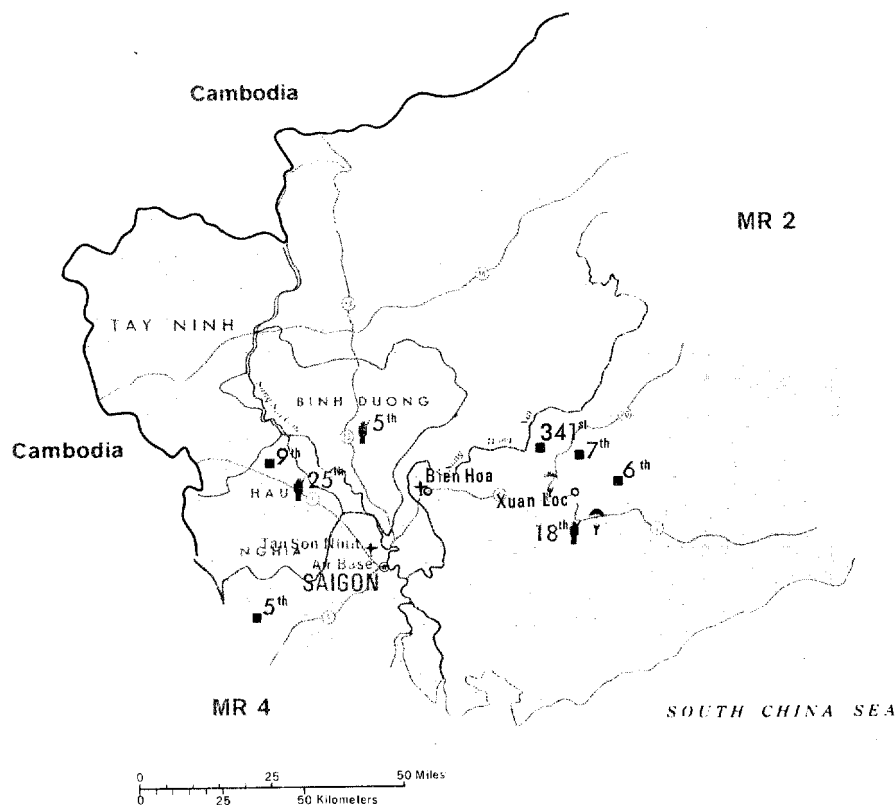 Cambodia
MR 2
TAY NINH
BINH DUONG
5th
341st
7th
Cambodia
9th
25th
6th
Bien Hoa
HAU
Xuan Loc
18th
NGHIA
Tan Son Nhut
Air Base
SAIGON
5th
MR 4
SOUTH CHINA SEA
0 25 50 Miles
0 25 50 Kilometers